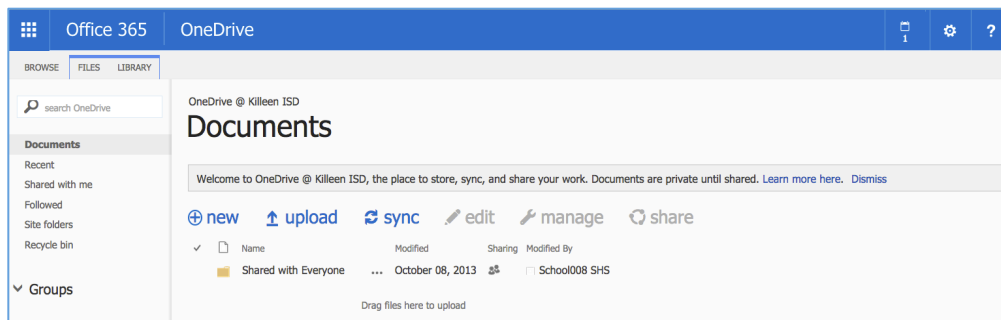 Office 365 OneDrive 1 ?
BROWSE FILES LIBRARY
search OneDrive
Documents
Recent
Shared with me
Followed
Site folders
Recycle bin
Groups
OneDrive @ Killeen ISD
Documents
Welcome to OneDrive @ Killeen ISD, the place to store, sync, and share your work. Documents are private until shared. Learn more here. Dismiss
new upload sync edit manage share
Name Modified Sharing Modified By
Shared with Everyone ... October 08, 2013 School008 SHS
Drag files here to upload